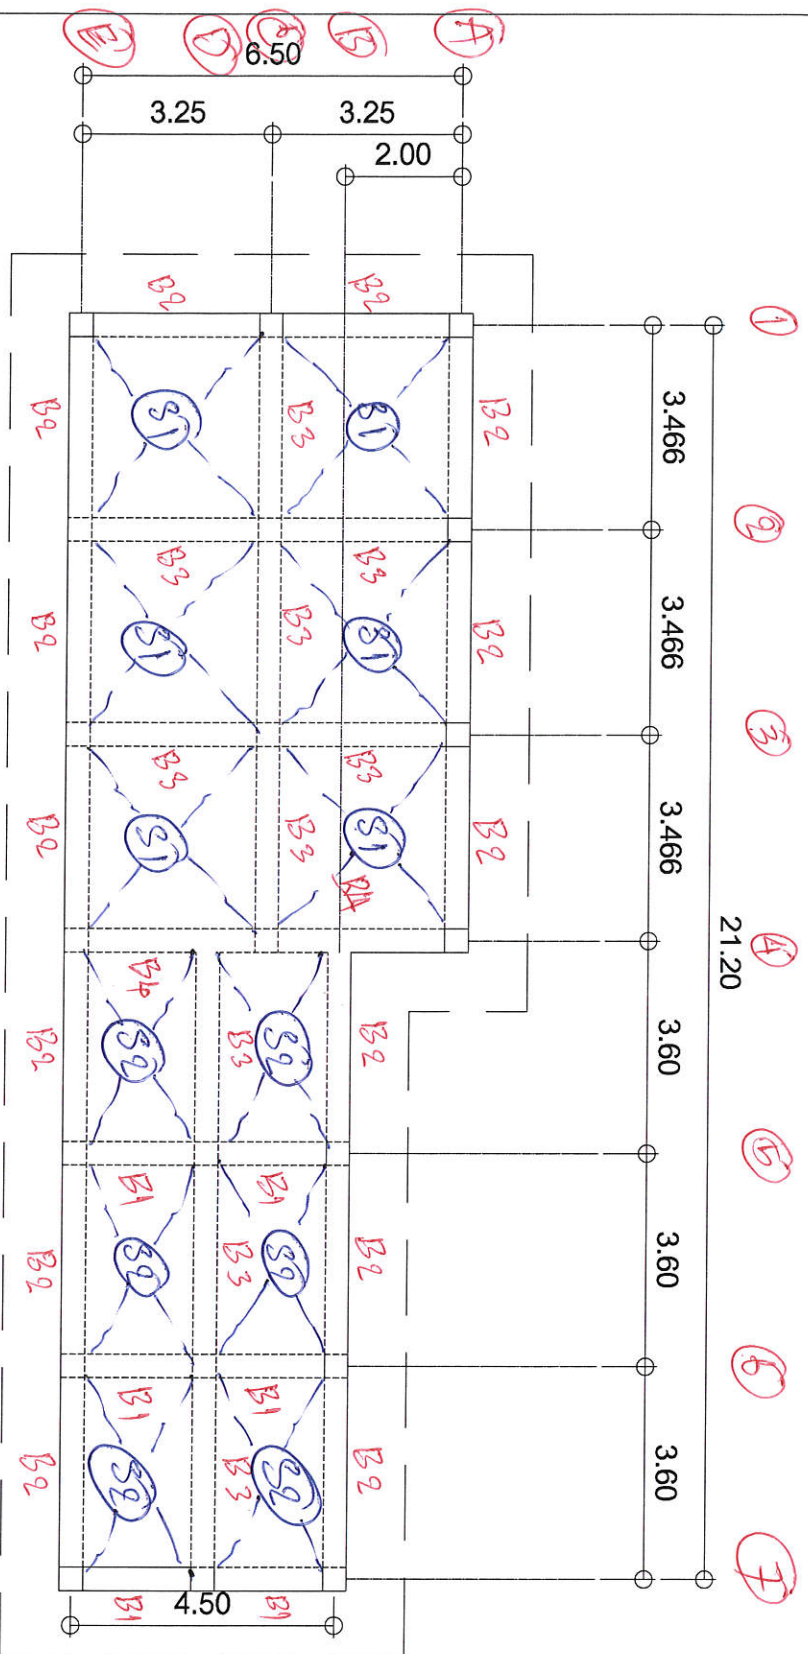 E D C B A
6.50
3.25 3.25
2.00
1
B2 B2
3.466
B2 S1 B3 S1 B2
2
B3 B3
3.466
B2 S1 B3 S1 B2
3
B3 B3
3.466
B2 S1 B3 S1 B2
B4
4
21.20
B4
3.60
B2 S2 B3 S2 B2
5
B1 B1
3.60
B2 S2 B3 S2 B2
6
B1 B1
3.60
B2 S2 B3 S2 B2
7
B1 4.50 B1